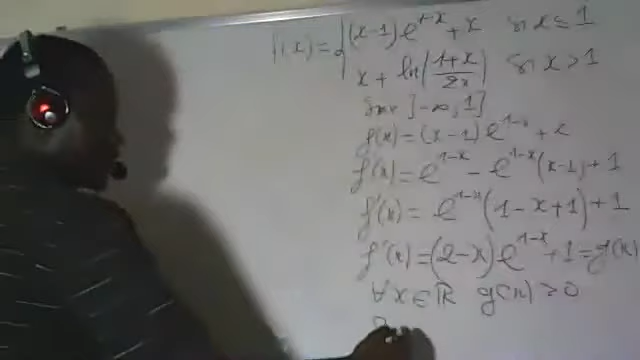 f(x) = { (x-1)e^{1-x} + x si x ≤ 1
x + ln((1+x)/(2x)) si x > 1
Sur ]-∞, 1]
f(x) = (x-1)e^{1-x} + x
f'(x) = e^{1-x} - e^{1-x}(x-1) + 1
f'(x) = e^{1-x}(1-x+1) + 1
f'(x) = (2-x)e^{1-x} + 1 = g(x)
∀x ∈ ℝ g(x) > 0